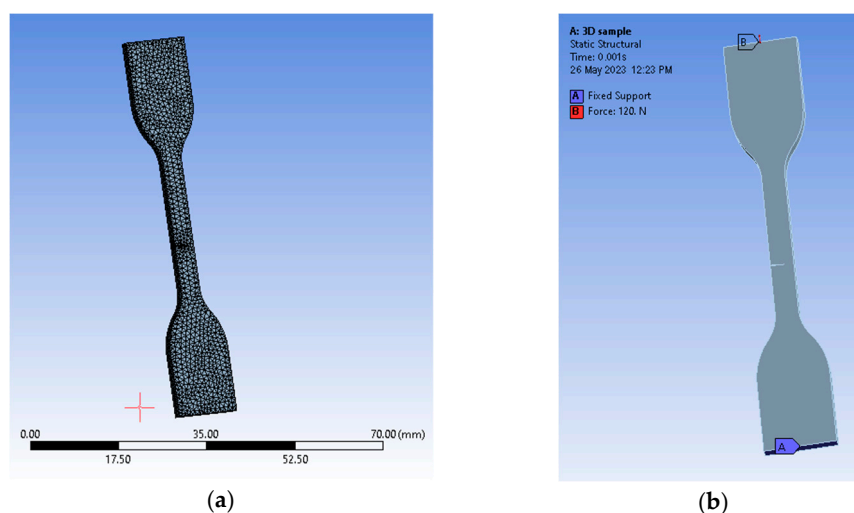 0.00
35.00
70.00 (mm)
17.50
52.50
(a)
A: 3D sample
Static Structural
Time: 0.001s
26 May 2023 12:23 PM
A Fixed Support
B Force: 120. N
B
A
(b)